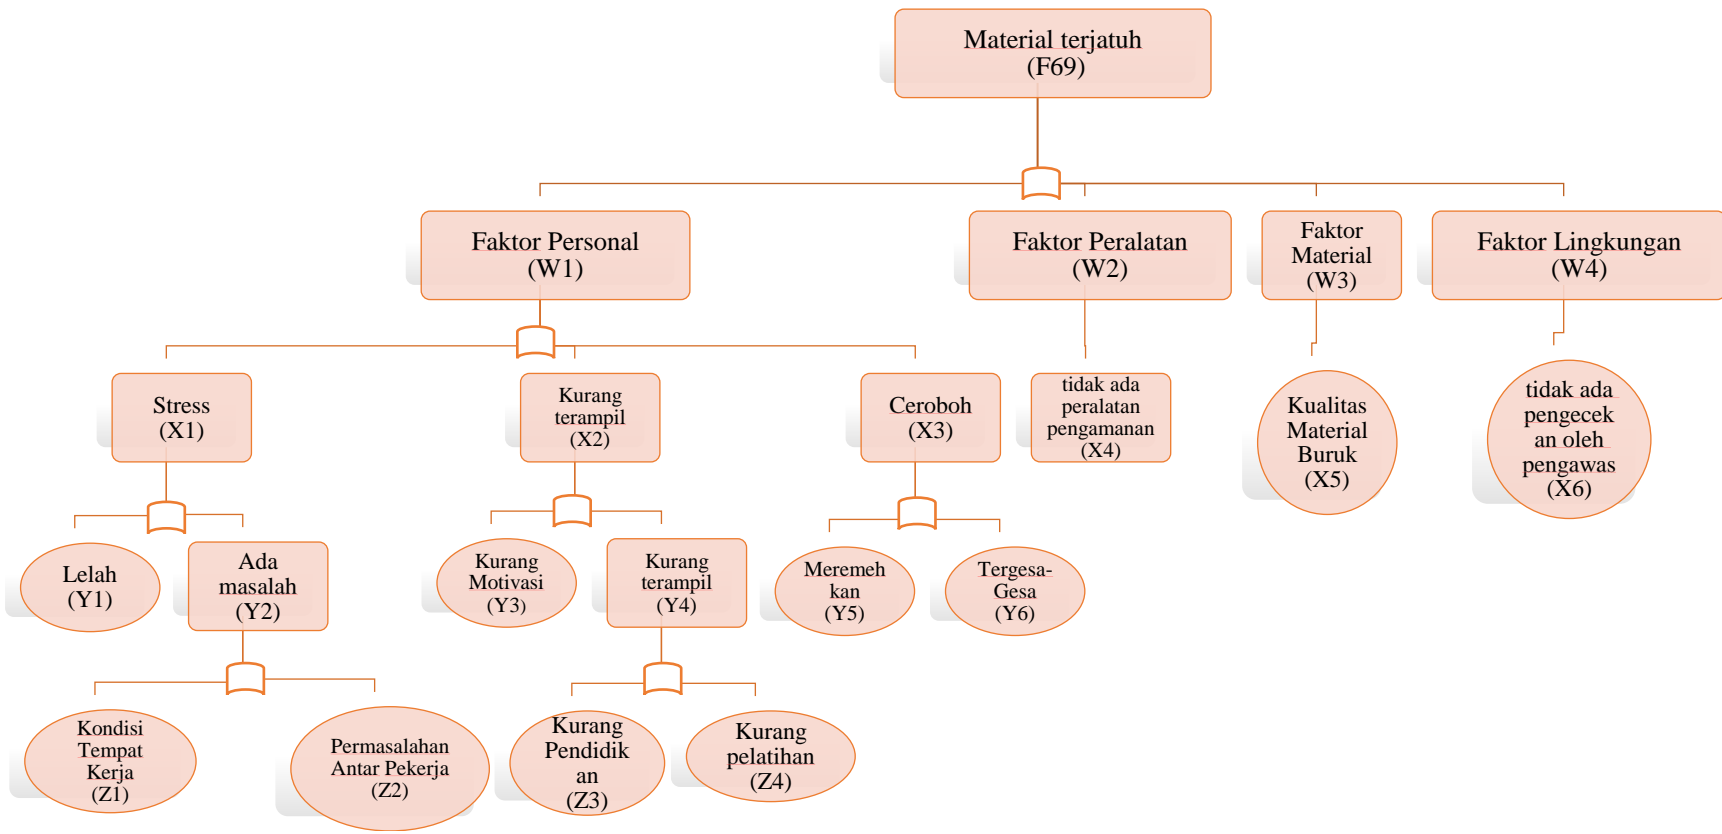 Material terjatuh
(F69)
Faktor Personal
(W1)
Faktor Peralatan
(W2)
Faktor
Material
(W3)
Faktor Lingkungan
(W4)
Stress
(X1)
Kurang
terampil
(X2)
Ceroboh
(X3)
tidak ada
peralatan
pengamanan
(X4)
Kualitas
Material
Buruk
(X5)
tidak ada
pengecek
an oleh
pengawas
(X6)
Lelah
(Y1)
Ada
masalah
(Y2)
Kurang
Motivasi
(Y3)
Kurang
terampil
(Y4)
Meremeh
kan
(Y5)
Tergesa-
Gesa
(Y6)
Kondisi
Tempat
Kerja
(Z1)
Permasalahan
Antar Pekerja
(Z2)
Kurang
Pendidik
an
(Z3)
Kurang
pelatihan
(Z4)